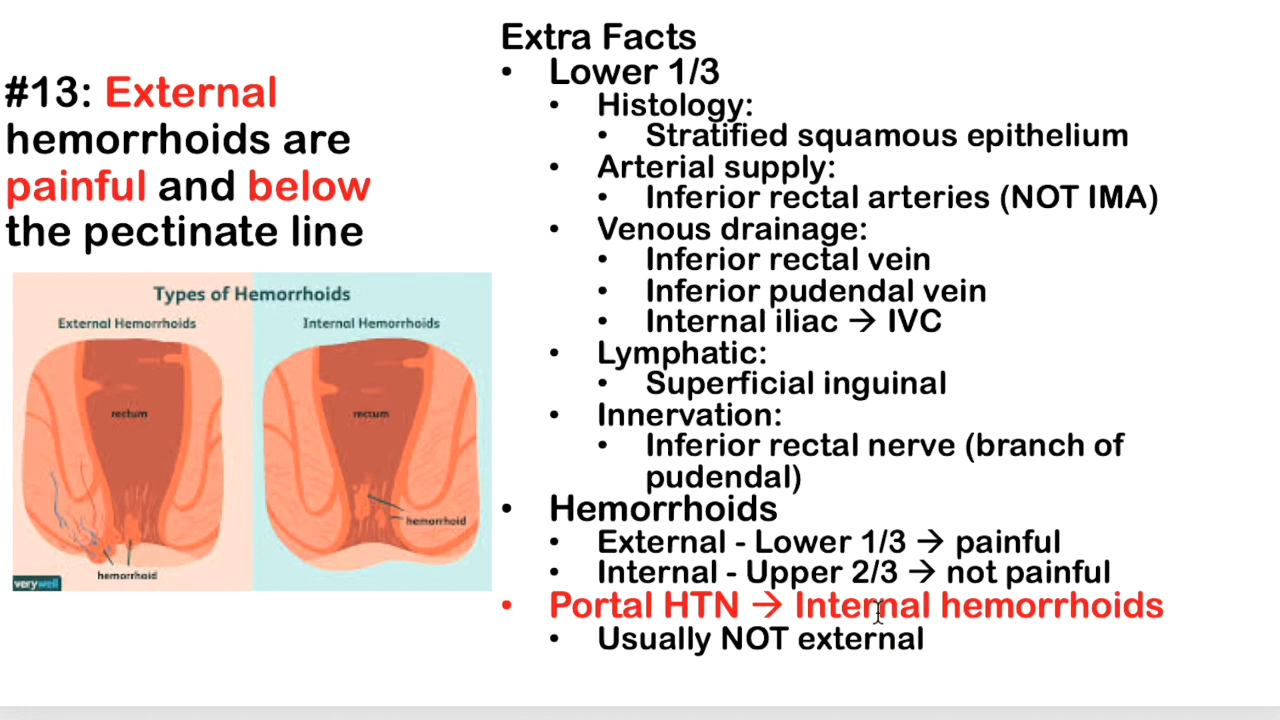 #13: External
hemorrhoids are
painful and below
the pectinate line
Types of Hemorrhoids
External Hemorrhoids
Internal Hemorrhoids
rectum
rectum
hemorrhoid
hemorrhoid
verywell
Extra Facts
• Lower 1/3
• Histology:
• Stratified squamous epithelium
• Arterial supply:
• Inferior rectal arteries (NOT IMA)
• Venous drainage:
• Inferior rectal vein
• Inferior pudendal vein
• Internal iliac → IVC
• Lymphatic:
• Superficial inguinal
• Innervation:
• Inferior rectal nerve (branch of
pudendal)
• Hemorrhoids
• External - Lower 1/3 → painful
• Internal - Upper 2/3 → not painful
• Portal HTN → Internal hemorrhoids
• Usually NOT external